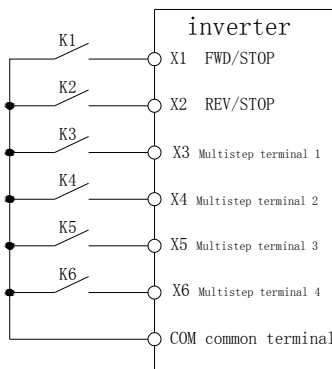 inverter
K1
X1 FWD/STOP
K2
X2 REV/STOP
K3
X3 Multistep terminal 1
K4
X4 Multistep terminal 2
K5
X5 Multistep terminal 3
K6
X6 Multistep terminal 4
COM common terminal